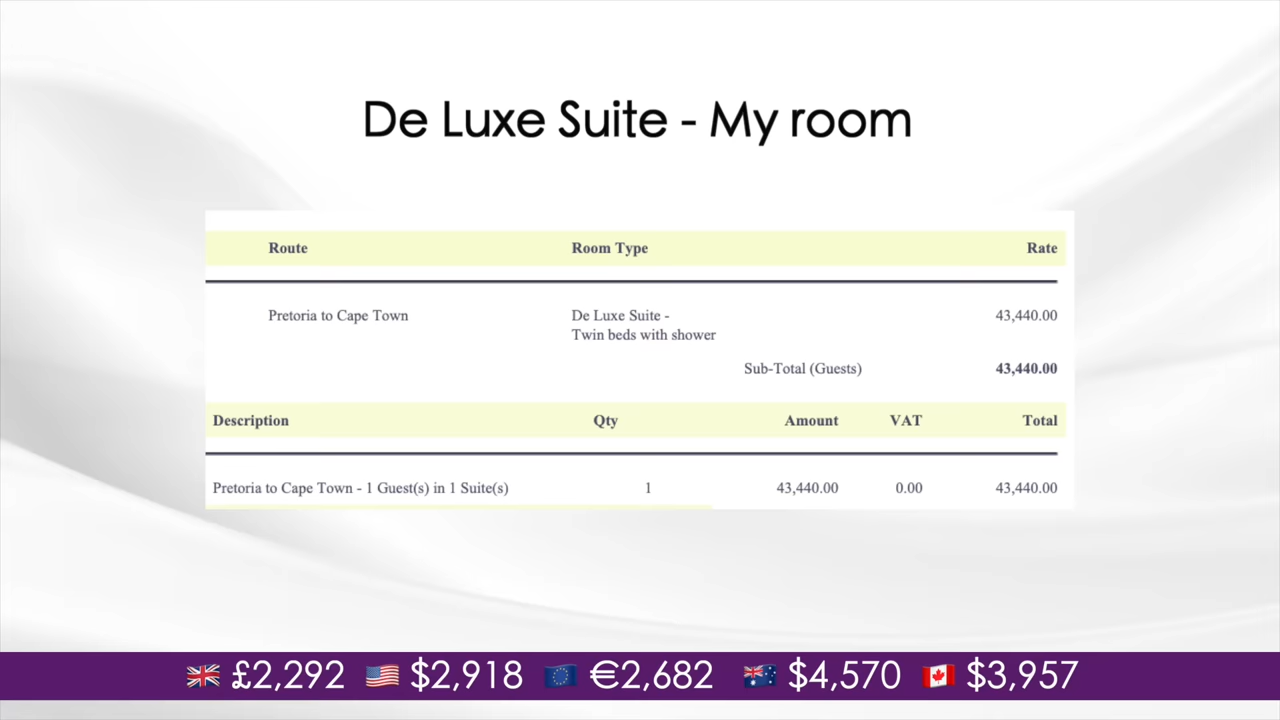 De Luxe Suite - My room
Route Room Type Rate
Pretoria to Cape Town De Luxe Suite - 43,440.00
Twin beds with shower
Sub-Total (Guests) 43,440.00
Description Qty Amount VAT Total
Pretoria to Cape Town - 1 Guest(s) in 1 Suite(s) 1 43,440.00 0.00 43,440.00
£2,292 $2,918 €2,682 $4,570 $3,957